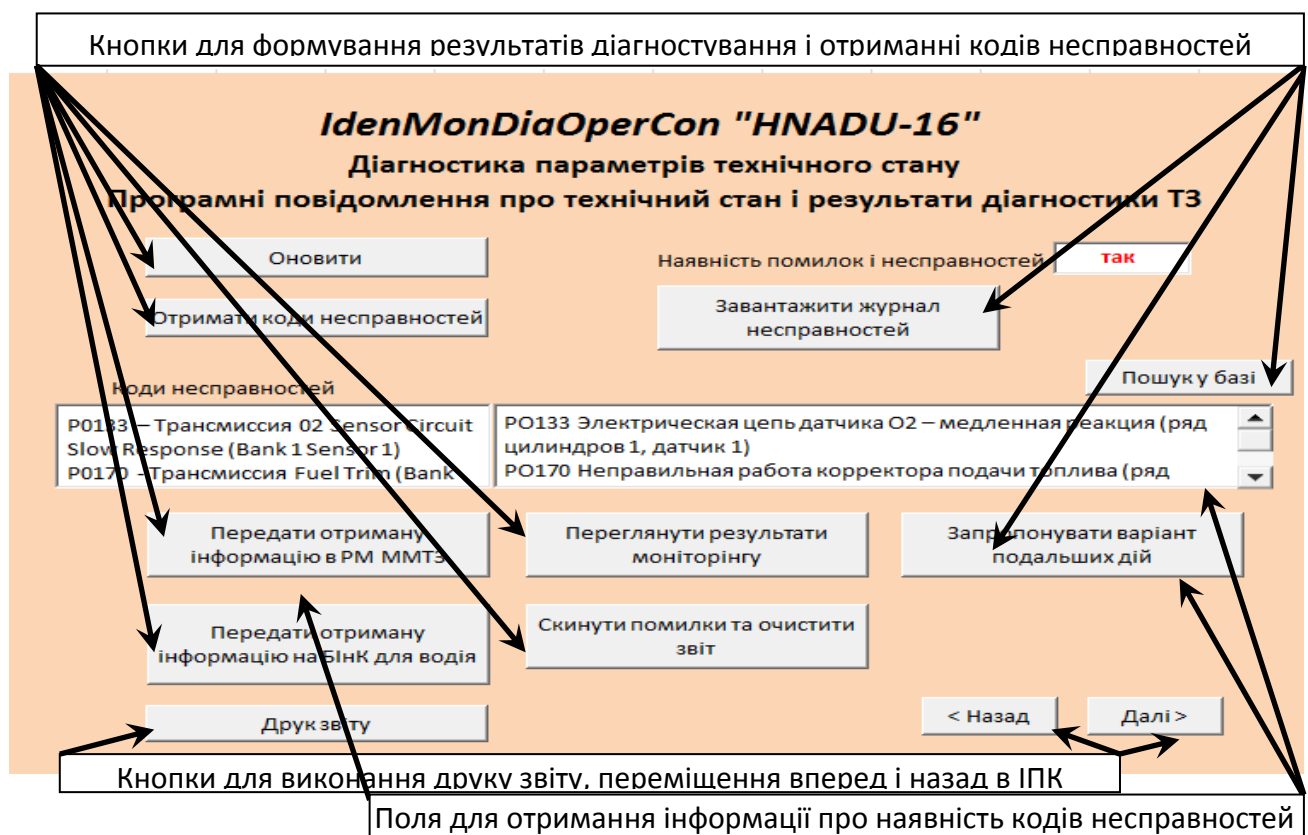 Кнопки для формування результатів діагностування і отриманні кодів несправностей
IdenMonDiaOperCon "HNADU-16"
Діагностика параметрів технічного стану
Програмні повідомлення про технічний стан і результати діагностики ТЗ
Оновити
Наявність помилок і несправностей
так
Отримати коди несправностей
Завантажити журнал
несправностей
Пошук у базі
Коди несправностей
P0133 – Трансмиссия 02 Sensor Circuit
Slow Response (Bank 1 Sensor 1)
P0170 - Трансмиссия Fuel Trim (Bank
PO133 Электрическая цепь датчика О2 – медленная реакция (ряд
цилиндров 1, датчик 1)
PO170 Неправильная работа корректора подачи топлива (ряд
Передати отриману
інформацію в РМ ММТЗ
Переглянути результати
моніторінгу
Запропонувати варіант
подальших дій
Передати отриману
інформацію на БІнК для водія
Скинути помилки та очистити
звіт
Друк звіту
< Назад
Далі >
Кнопки для виконання друку звіту, переміщення вперед і назад в ІПК
Поля для отримання інформації про наявність кодів несправностей